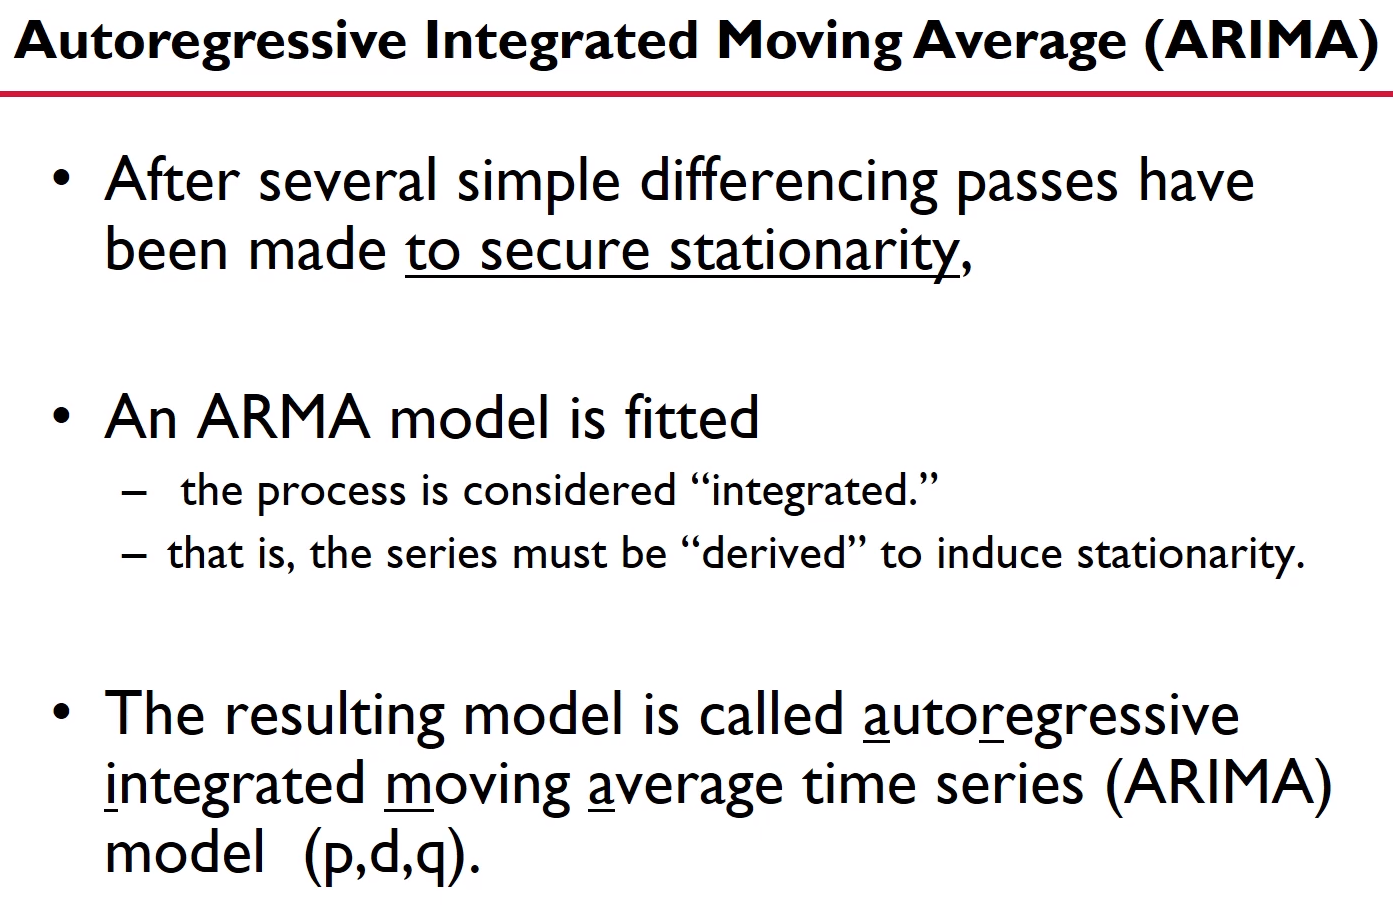 Autoregressive Integrated Moving Average (ARIMA)
• After several simple differencing passes have
been made to secure stationarity,
• An ARMA model is fitted
– the process is considered “integrated.”
– that is, the series must be “derived” to induce stationarity.
• The resulting model is called autoregressive
integrated moving average time series (ARIMA)
model (p,d,q).